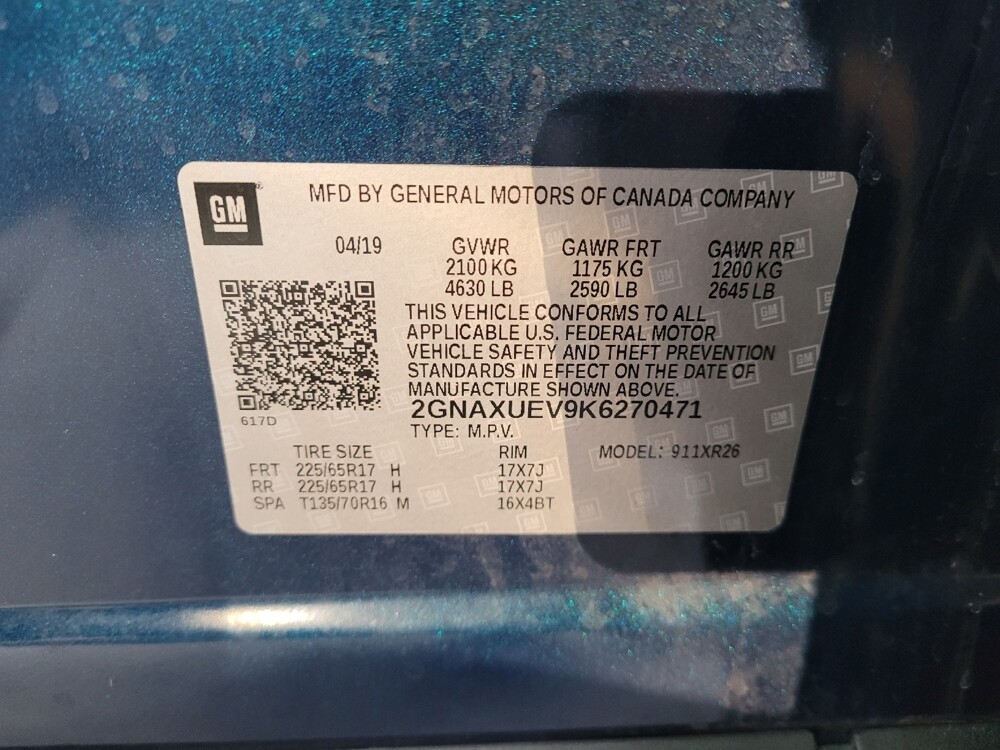 GM
MFD BY GENERAL MOTORS OF CANADA COMPANY
04/19 GVWR GAWR FRT GAWR RR
2100 KG 1175 KG 1200 KG
4630 LB 2590 LB 2645 LB
THIS VEHICLE CONFORMS TO ALL
APPLICABLE U.S. FEDERAL MOTOR
VEHICLE SAFETY AND THEFT PREVENTION
STANDARDS IN EFFECT ON THE DATE OF
MANUFACTURE SHOWN ABOVE.
2GNAXUEV9K6270471
617D
TYPE: M.P.V.
TIRE SIZE RIM MODEL: 911XR26
FRT 225/65R17 H 17X7J
RR 225/65R17 H 17X7J
SPA T135/70R16 M 16X4BT